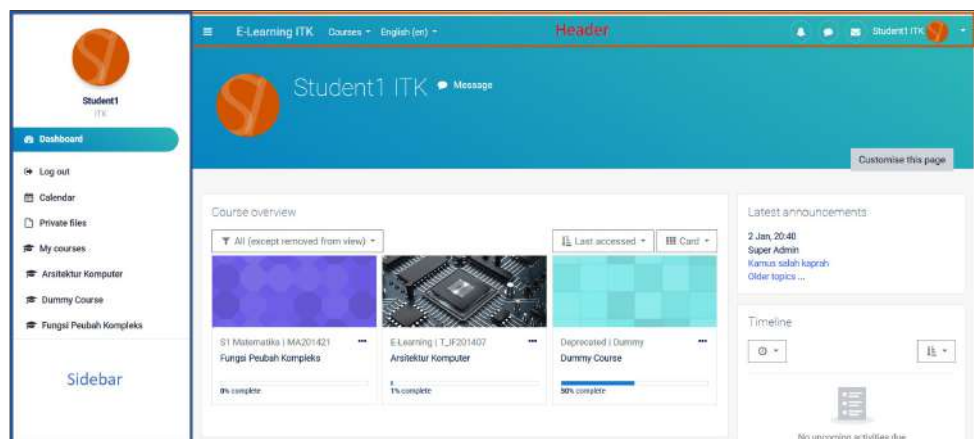 Student1
ITK
Dashboard
Log out
Calendar
Private files
My courses
Arsitektur Komputer
Dummy Course
Fungsi Peubah Kompleks
Sidebar
E-Learning ITK Courses English (en) Header Student1 ITK
Student1 ITK Message
Customise this page
Course overview
All (except removed from view) Last accessed Card
S1 Matematika | MA201421
Fungsi Peubah Kompleks
0% complete
E-Learning | T_IF201407
Arsitektur Komputer
1% complete
Deprecated | Dummy
Dummy Course
50% complete
Latest announcements
2 Jan, 20:40
Super Admin
Kamus salah kaprah
Older topics ...
Timeline
No upcoming activities due